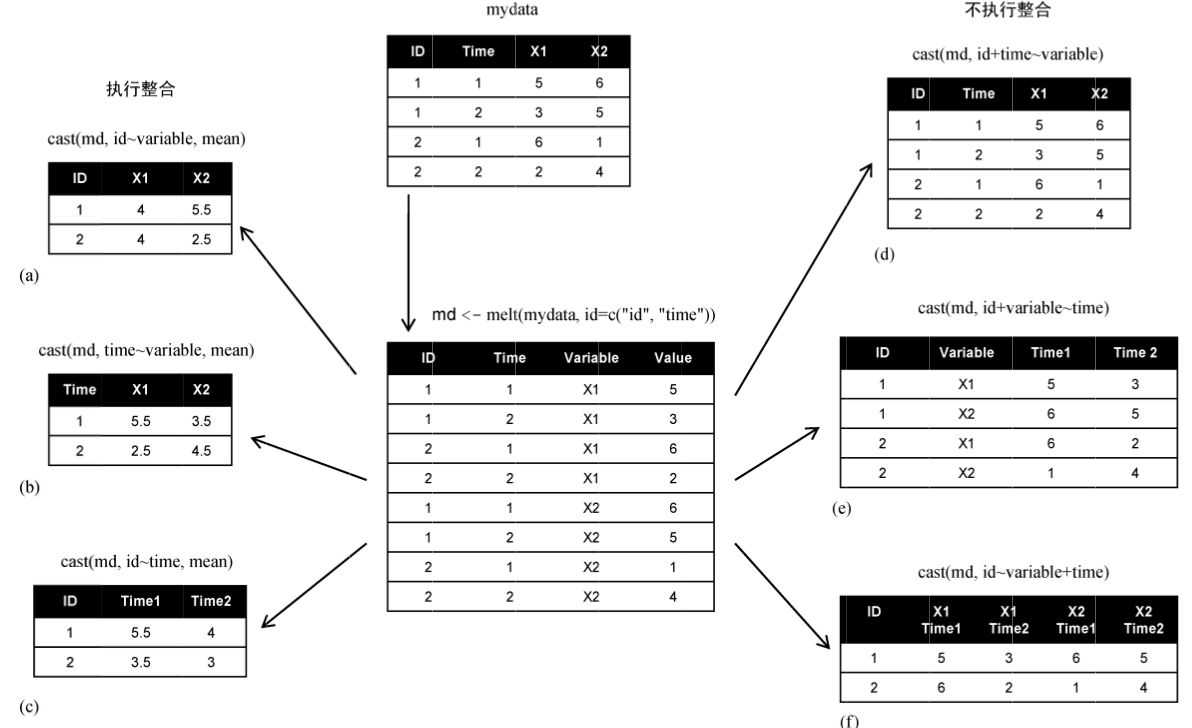 mydata
ID Time X1 X2
1 1 5 6
1 2 3 5
2 1 6 1
2 2 2 4
执行整合
cast(md, id~variable, mean)
ID X1 X2
1 4 5.5
2 4 2.5
(a)
cast(md, time~variable, mean)
Time X1 X2
1 5.5 3.5
2 2.5 4.5
(b)
cast(md, id~time, mean)
ID Time1 Time2
1 5.5 4
2 3.5 3
(c)
md <- melt(mydata, id=c("id", "time"))
ID Time Variable Value
1 1 X1 5
1 2 X1 3
2 1 X1 6
2 2 X1 2
1 1 X2 6
1 2 X2 5
2 1 X2 1
2 2 X2 4
不执行整合
cast(md, id+time~variable)
ID Time X1 X2
1 1 5 6
1 2 3 5
2 1 6 1
2 2 2 4
(d)
cast(md, id+variable~time)
ID Variable Time1 Time 2
1 X1 5 3
1 X2 6 5
2 X1 6 2
2 X2 1 4
(e)
cast(md, id~variable+time)
ID X1 X1 X2 X2
Time1 Time2 Time1 Time2
1 5 3 6 5
2 6 2 1 4
(f)